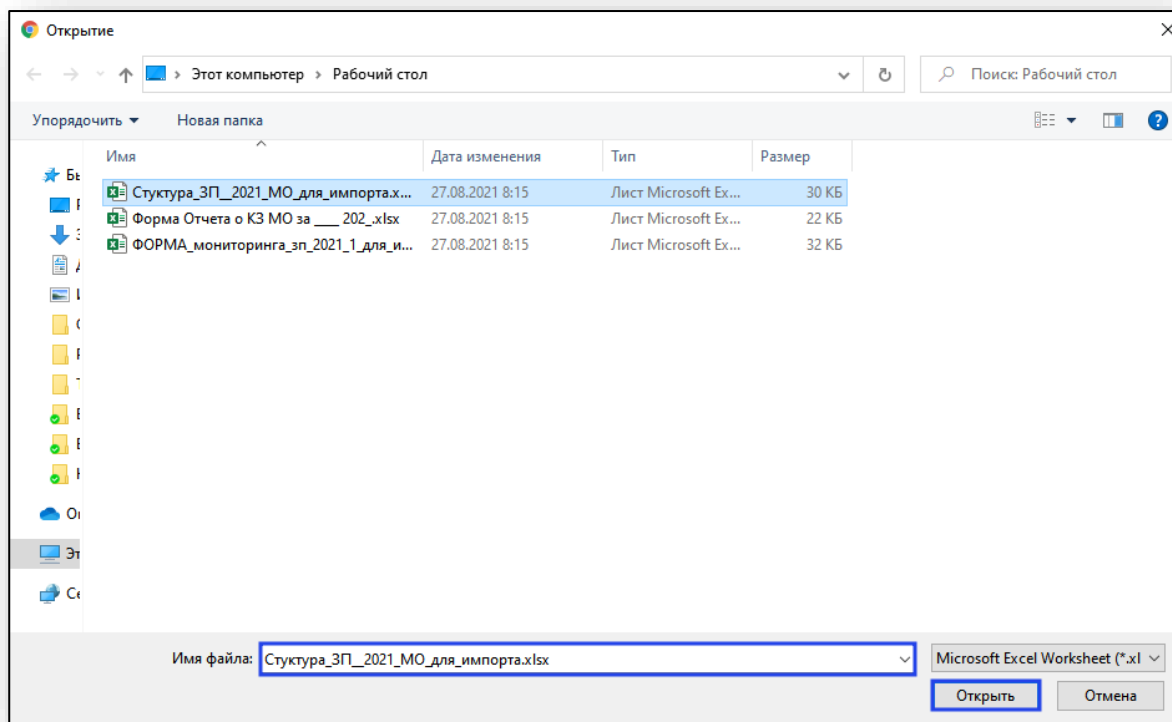 Открытие
Этот компьютер › Рабочий стол
Поиск: Рабочий стол
Упорядочить Новая папка
Имя Дата изменения Тип Размер
Стуктура_ЗП__2021_МО_для_импорта.x... 27.08.2021 8:15 Лист Microsoft Ex... 30 КБ
Форма Отчета о КЗ МО за ___ 202_.xlsx 27.08.2021 8:15 Лист Microsoft Ex... 22 КБ
ФОРМА_мониторинга_зп_2021_1_для_и... 27.08.2021 8:15 Лист Microsoft Ex... 32 КБ
Имя файла: Стуктура_ЗП__2021_МО_для_импорта.xlsx
Microsoft Excel Worksheet (*.xl
Открыть Отмена